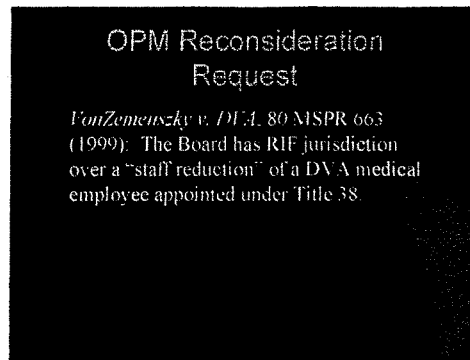 OPM Reconsideration
Request
VonZemenszky v. DVA, 80 MSPR 663
(1999): The Board has RIF jurisdiction
over a "staff reduction" of a DVA medical
employee appointed under Title 38.